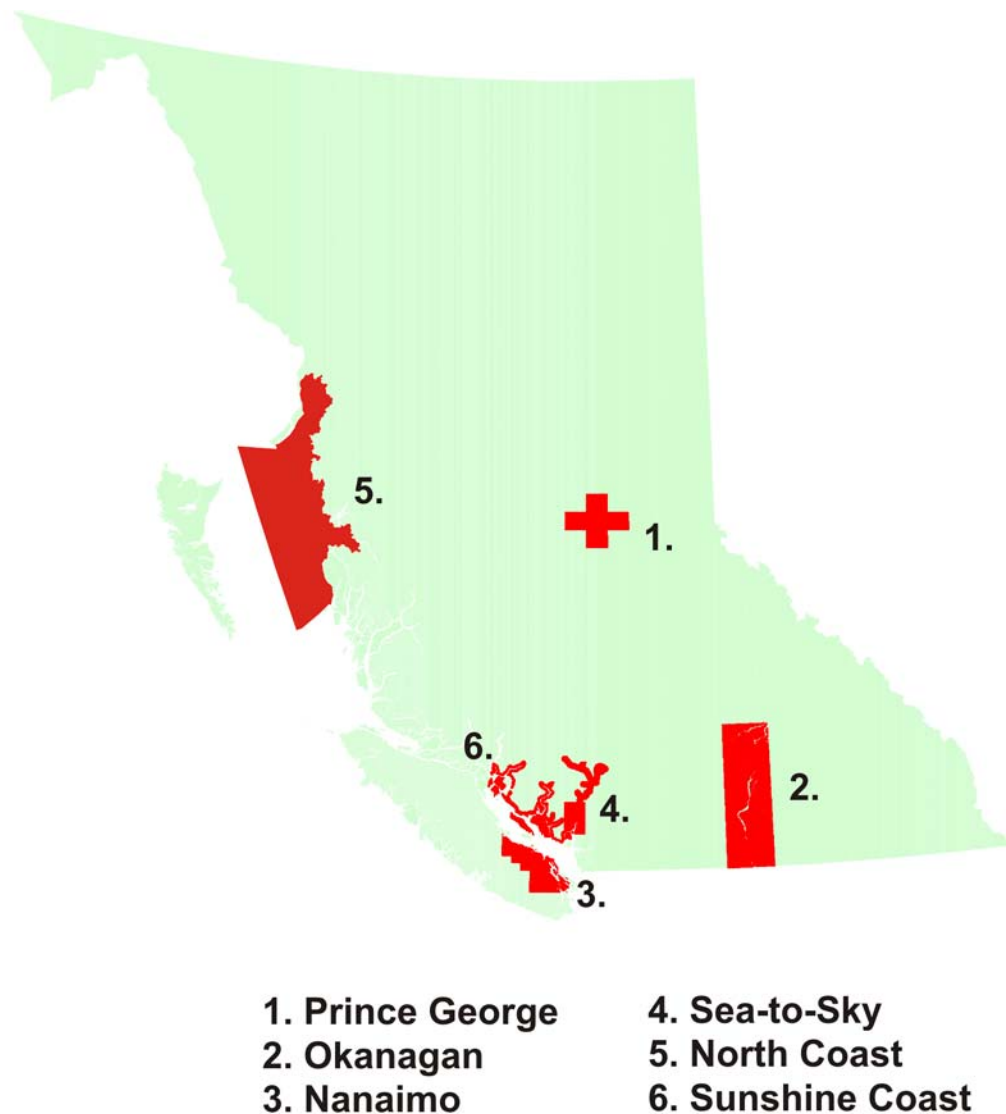 5.
1.
6.
2.
4.
3.
1. Prince George
2. Okanagan
3. Nanaimo
4. Sea-to-Sky
5. North Coast
6. Sunshine Coast